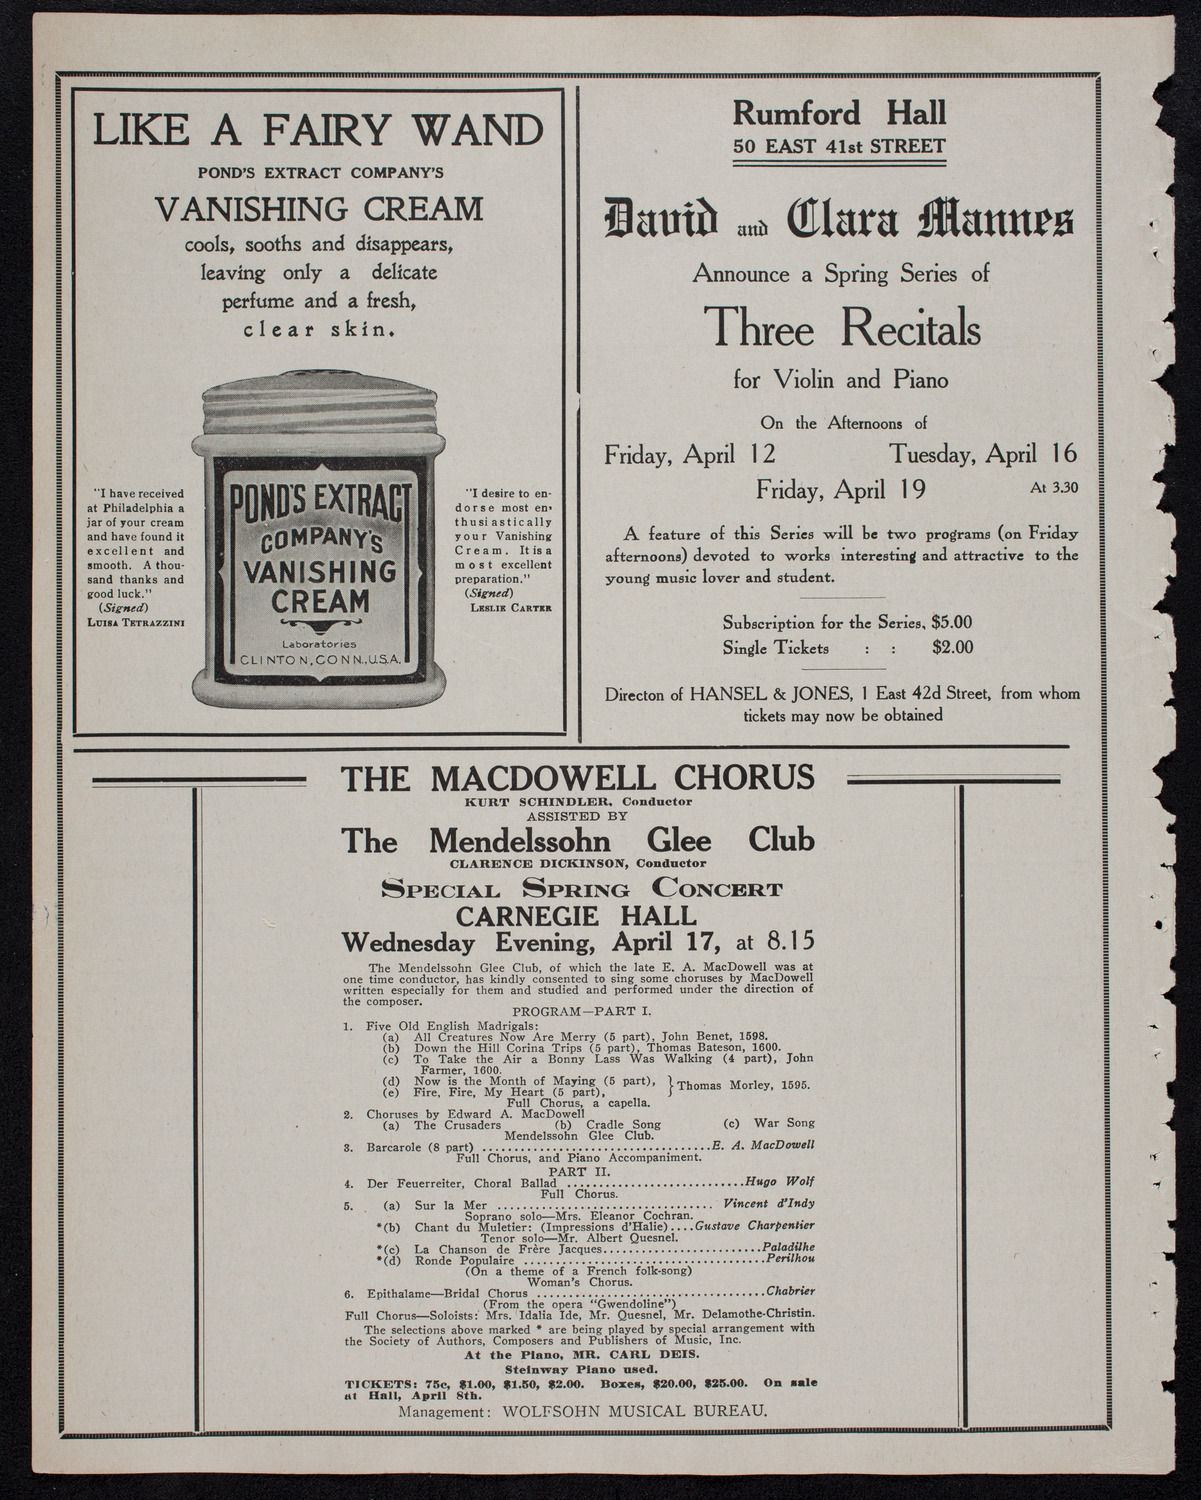 LIKE A FAIRY WAND
POND'S EXTRACT COMPANY'S
VANISHING CREAM
cools, sooths and disappears,
leaving only a delicate
perfume and a fresh,
clear skin.
"I have received
at Philadelphia a
jar of your cream
and have found it
excellent and
smooth. A thou-
sand thanks and
good luck."
(Signed)
LUISA TETRAZZINI
POND'S EXTRACT
COMPANY'S
VANISHING
CREAM
Laboratories
CLINTON, CONN., U.S.A.
"I desire to en-
dorse most en-
thusiastically
your Vanishing
Cream. It is a
most excellent
preparation."
(Signed)
LESLIE CARTER
Rumford Hall
50 EAST 41st STREET
David and Clara Mannes
Announce a Spring Series of
Three Recitals
for Violin and Piano
On the Afternoons of
Friday, April 12 Tuesday, April 16
Friday, April 19 At 3.30
A feature of this Series will be two programs (on Friday
afternoons) devoted to works interesting and attractive to the
young music lover and student.
Subscription for the Series, $5.00
Single Tickets : : $2.00
Directon of HANSEL & JONES, 1 East 42d Street, from whom
tickets may now be obtained
THE MACDOWELL CHORUS
KURT SCHINDLER, Conductor
ASSISTED BY
The Mendelssohn Glee Club
CLARENCE DICKINSON, Conductor
SPECIAL SPRING CONCERT
CARNEGIE HALL
Wednesday Evening, April 17, at 8.15
The Mendelssohn Glee Club, of which the late E. A. MacDowell was at
one time conductor, has kindly consented to sing some choruses by MacDowell
written especially for them and studied and performed under the direction of
the composer.
PROGRAM—PART I.
1. Five Old English Madrigals:
(a) All Creatures Now Are Merry (5 part), John Benet, 1598.
(b) Down the Hill Corina Trips (5 part), Thomas Bateson, 1600.
(c) To Take the Air a Bonny Lass Was Walking (4 part), John
Farmer, 1600.
(d) Now is the Month of Maying (5 part),
(e) Fire, Fire, My Heart (5 part), } Thomas Morley, 1595.
Full Chorus, a capella.
2. Choruses by Edward A. MacDowell
(a) The Crusaders (b) Cradle Song (c) War Song
Mendelssohn Glee Club.
3. Barcarole (8 part) ................................E. A. MacDowell
Full Chorus, and Piano Accompaniment.
PART II.
4. Der Feuerreiter, Choral Ballad .........................Hugo Wolf
Full Chorus.
5. (a) Sur la Mer .............................. Vincent d'Indy
Soprano solo—Mrs. Eleanor Cochran.
*(b) Chant du Muletier: (Impressions d'Halie)....Gustave Charpentier
Tenor solo—Mr. Albert Quesnel.
*(c) La Chanson de Frère Jacques......................Paladilhe
*(d) Ronde Populaire ..................................Perilhou
(On a theme of a French folk-song)
Woman's Chorus.
6. Epithalame—Bridal Chorus ................................Chabrier
(From the opera "Gwendoline")
Full Chorus—Soloists: Mrs. Idalia Ide, Mr. Quesnel, Mr. Delamothe-Christin.
The selections above marked * are being played by special arrangement with
the Society of Authors, Composers and Publishers of Music, Inc.
At the Piano, MR. CARL DEIS.
Steinway Piano used.
TICKETS: 75c, $1.00, $1.50, $2.00. Boxes, $20.00, $25.00. On sale
at Hall, April 8th.
Management: WOLFSOHN MUSICAL BUREAU.